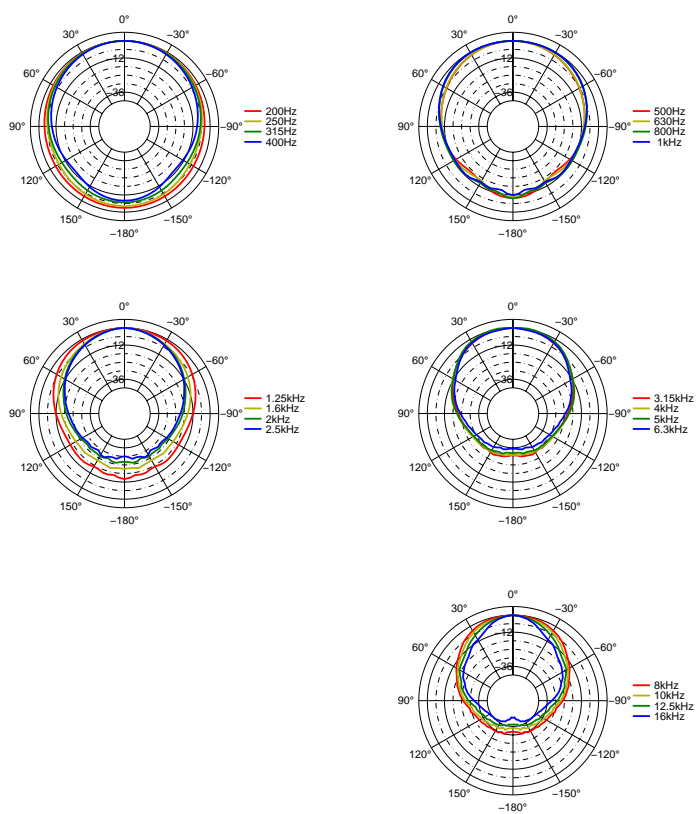 0°
30° −30°
60° −60°
90° −90°
120° −120°
150° −150°
−180°
−12
−36
200Hz
250Hz
315Hz
400Hz
0°
30° −30°
60° −60°
90° −90°
120° −120°
150° −150°
−180°
−12
−36
500Hz
630Hz
800Hz
1kHz
0°
30° −30°
60° −60°
90° −90°
120° −120°
150° −150°
−180°
−12
−36
1.25kHz
1.6kHz
2kHz
2.5kHz
0°
30° −30°
60° −60°
90° −90°
120° −120°
150° −150°
−180°
−12
−36
3.15kHz
4kHz
5kHz
6.3kHz
0°
30° −30°
60° −60°
90° −90°
120° −120°
150° −150°
−180°
−12
−36
8kHz
10kHz
12.5kHz
16kHz